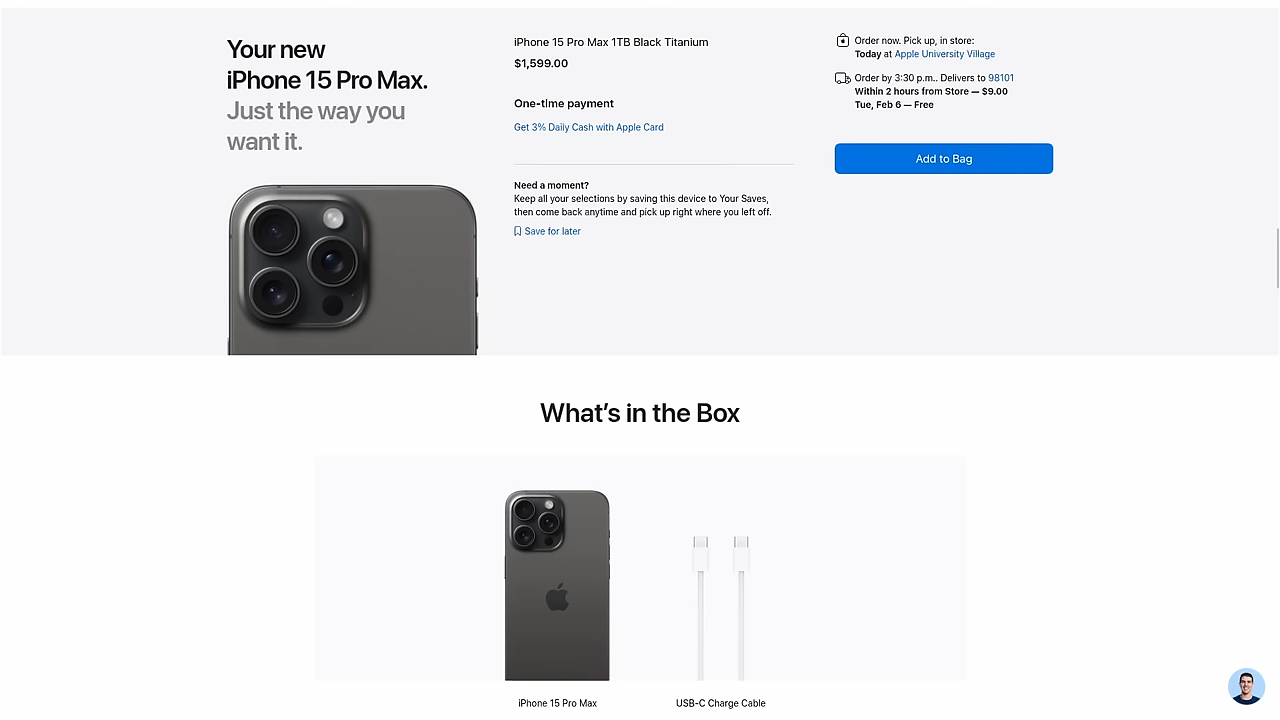 Your new
iPhone 15 Pro Max.
Just the way you
want it.
iPhone 15 Pro Max 1TB Black Titanium
$1,599.00
One-time payment
Get 3% Daily Cash with Apple Card
Need a moment?
Keep all your selections by saving this device to Your Saves,
then come back anytime and pick up right where you left off.
Save for later
Order now. Pick up, in store:
Today at Apple University Village
Order by 3:30 p.m.. Delivers to 98101
Within 2 hours from Store — $9.00
Tue, Feb 6 — Free
Add to Bag
What’s in the Box
iPhone 15 Pro Max
USB-C Charge Cable